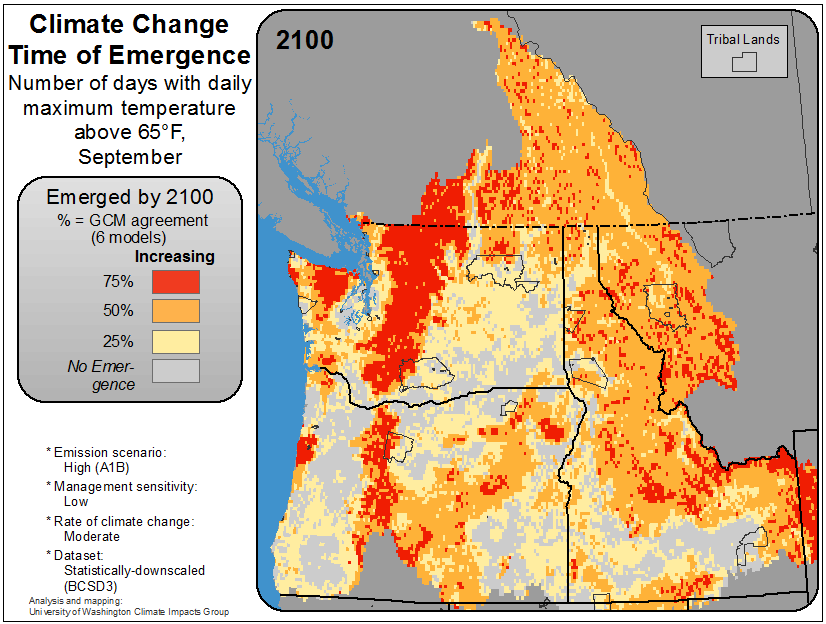 Climate Change
Time of Emergence
Number of days with daily
maximum temperature
above 65°F,
September
Emerged by 2100
% = GCM agreement
(6 models)
Increasing
75%
50%
25%
No Emer-
gence
* Emission scenario:
High (A1B)
* Management sensitivity:
Low
* Rate of climate change:
Moderate
* Dataset:
Statistically-downscaled
(BCSD3)
Analysis and mapping:
University of Washington Climate Impacts Group
2100
Tribal Lands